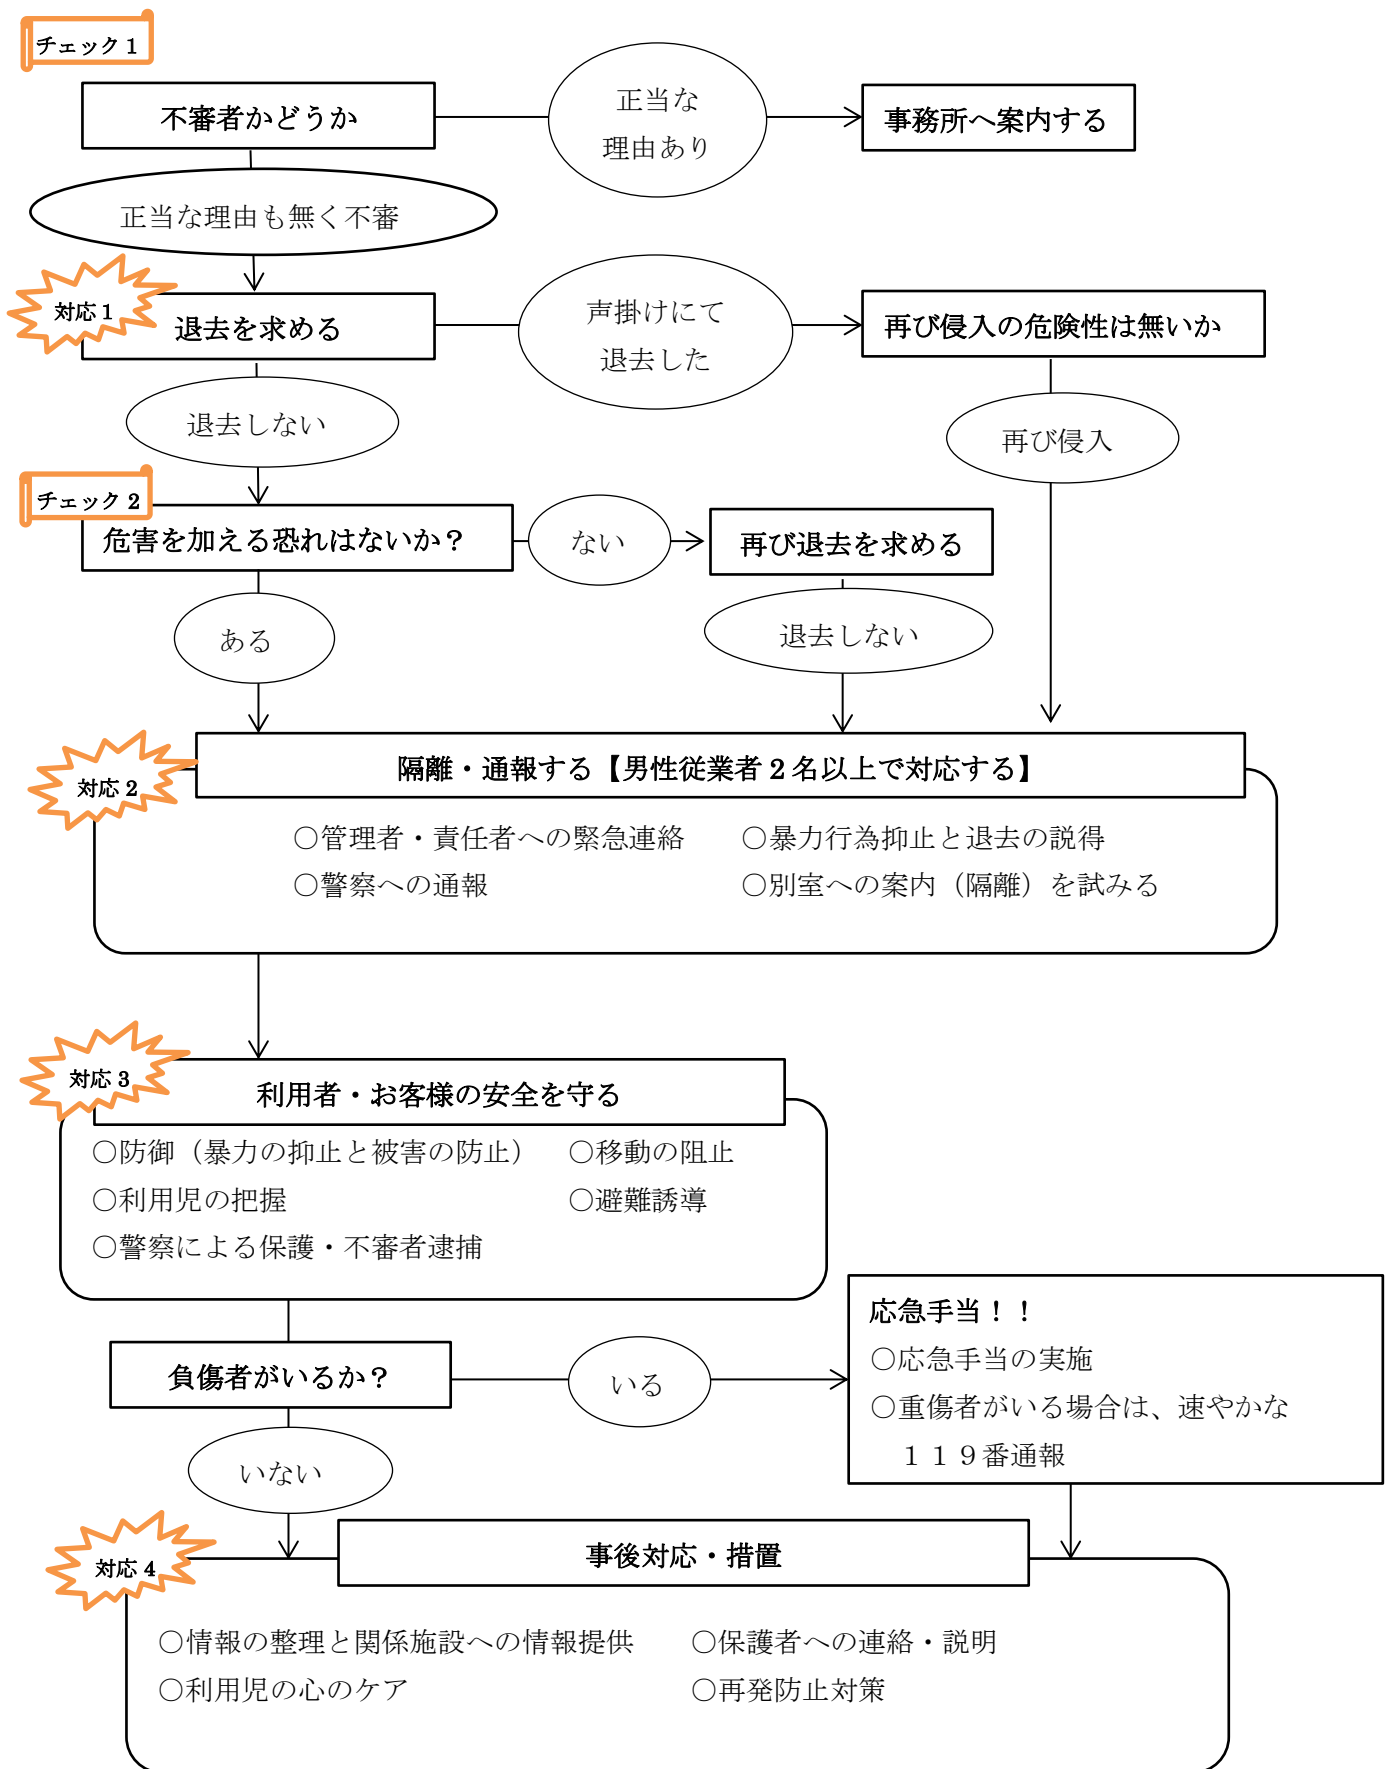 チェック１
不審者かどうか
正当な
理由あり
事務所へ案内する
正当な理由も無く不審
対応１
退去を求める
声掛けにて
退去した
再び侵入の危険性は無いか
退去しない
再び侵入
チェック２
危害を加える恐れはないか？
ない
再び退去を求める
ある
退去しない
対応２
隔離・通報する【男性従業者２名以上で対応する】
○管理者・責任者への緊急連絡
○暴力行為抑止と退去の説得
○警察への通報
○別室への案内（隔離）を試みる
対応３
利用者・お客様の安全を守る
○防御（暴力の抑止と被害の防止）
○移動の阻止
○利用児の把握
○避難誘導
○警察による保護・不審者逮捕
負傷者がいるか？
いる
応急手当！！
○応急手当の実施
○重傷者がいる場合は、速やかな
１１９番通報
いない
対応４
事後対応・措置
○情報の整理と関係施設への情報提供
○保護者への連絡・説明
○利用児の心のケア
○再発防止対策